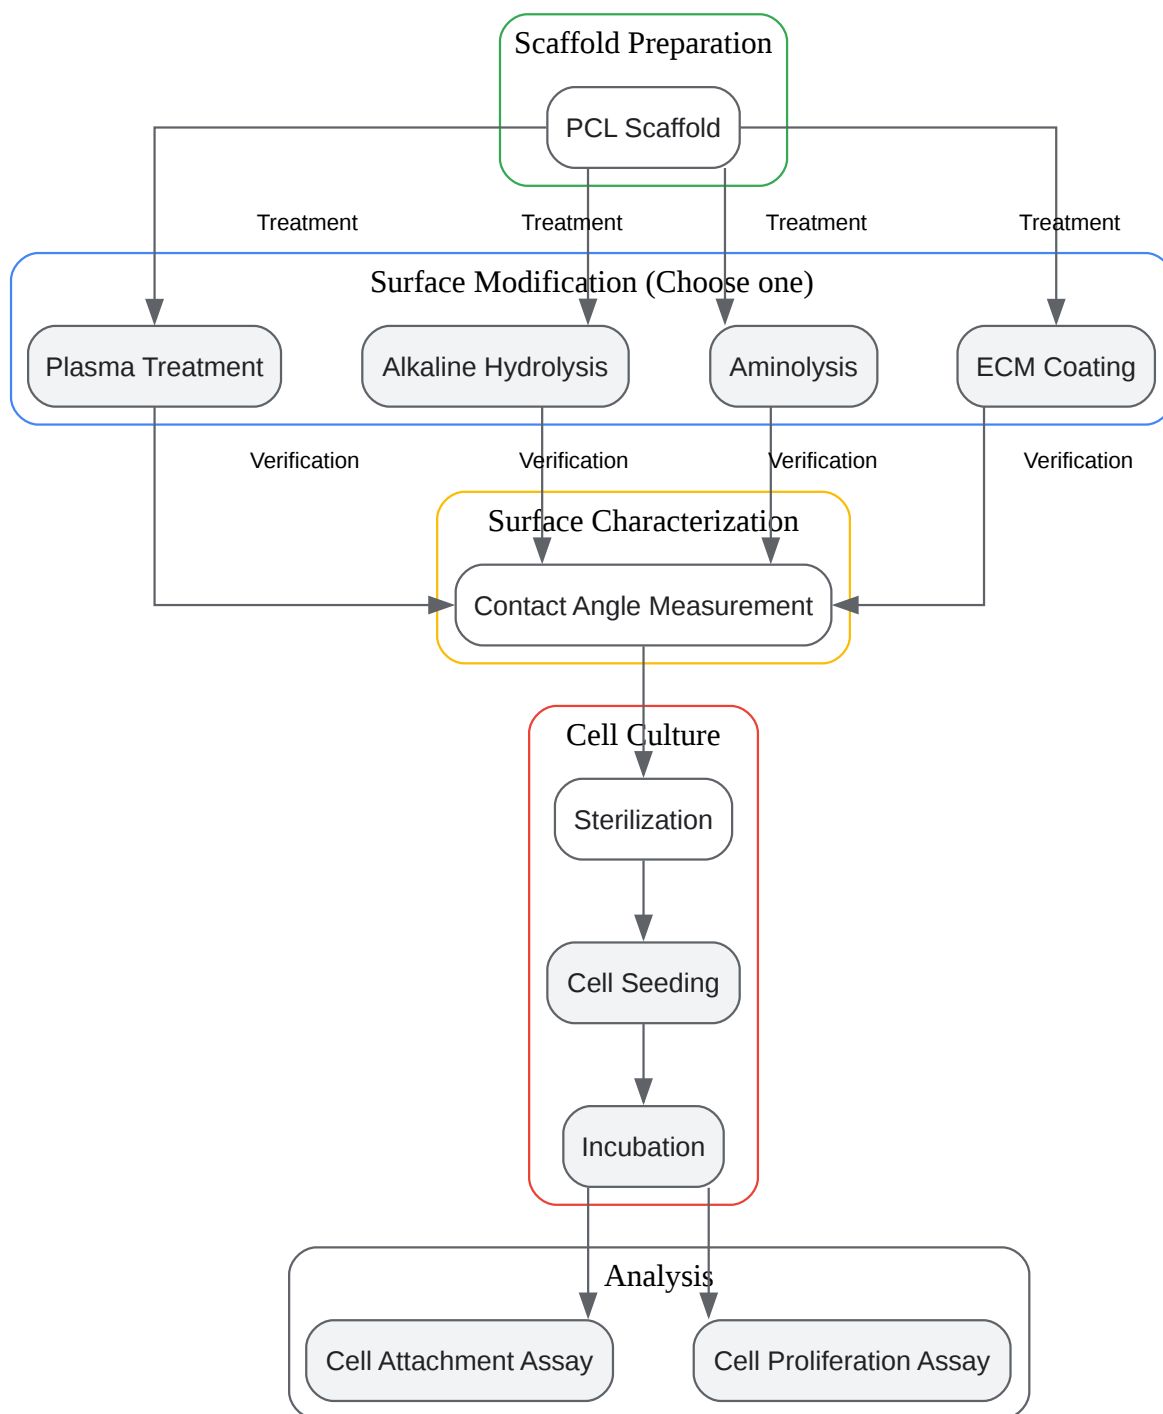 Scaffold Preparation
PCL Scaffold
Treatment
Treatment
Treatment
Treatment
Surface Modification (Choose one)
Plasma Treatment
Alkaline Hydrolysis
Aminolysis
ECM Coating
Verification
Verification
Verification
Verification
Surface Characterization
Contact Angle Measurement
Cell Culture
Sterilization
Cell Seeding
Incubation
Analysis
Cell Attachment Assay
Cell Proliferation Assay